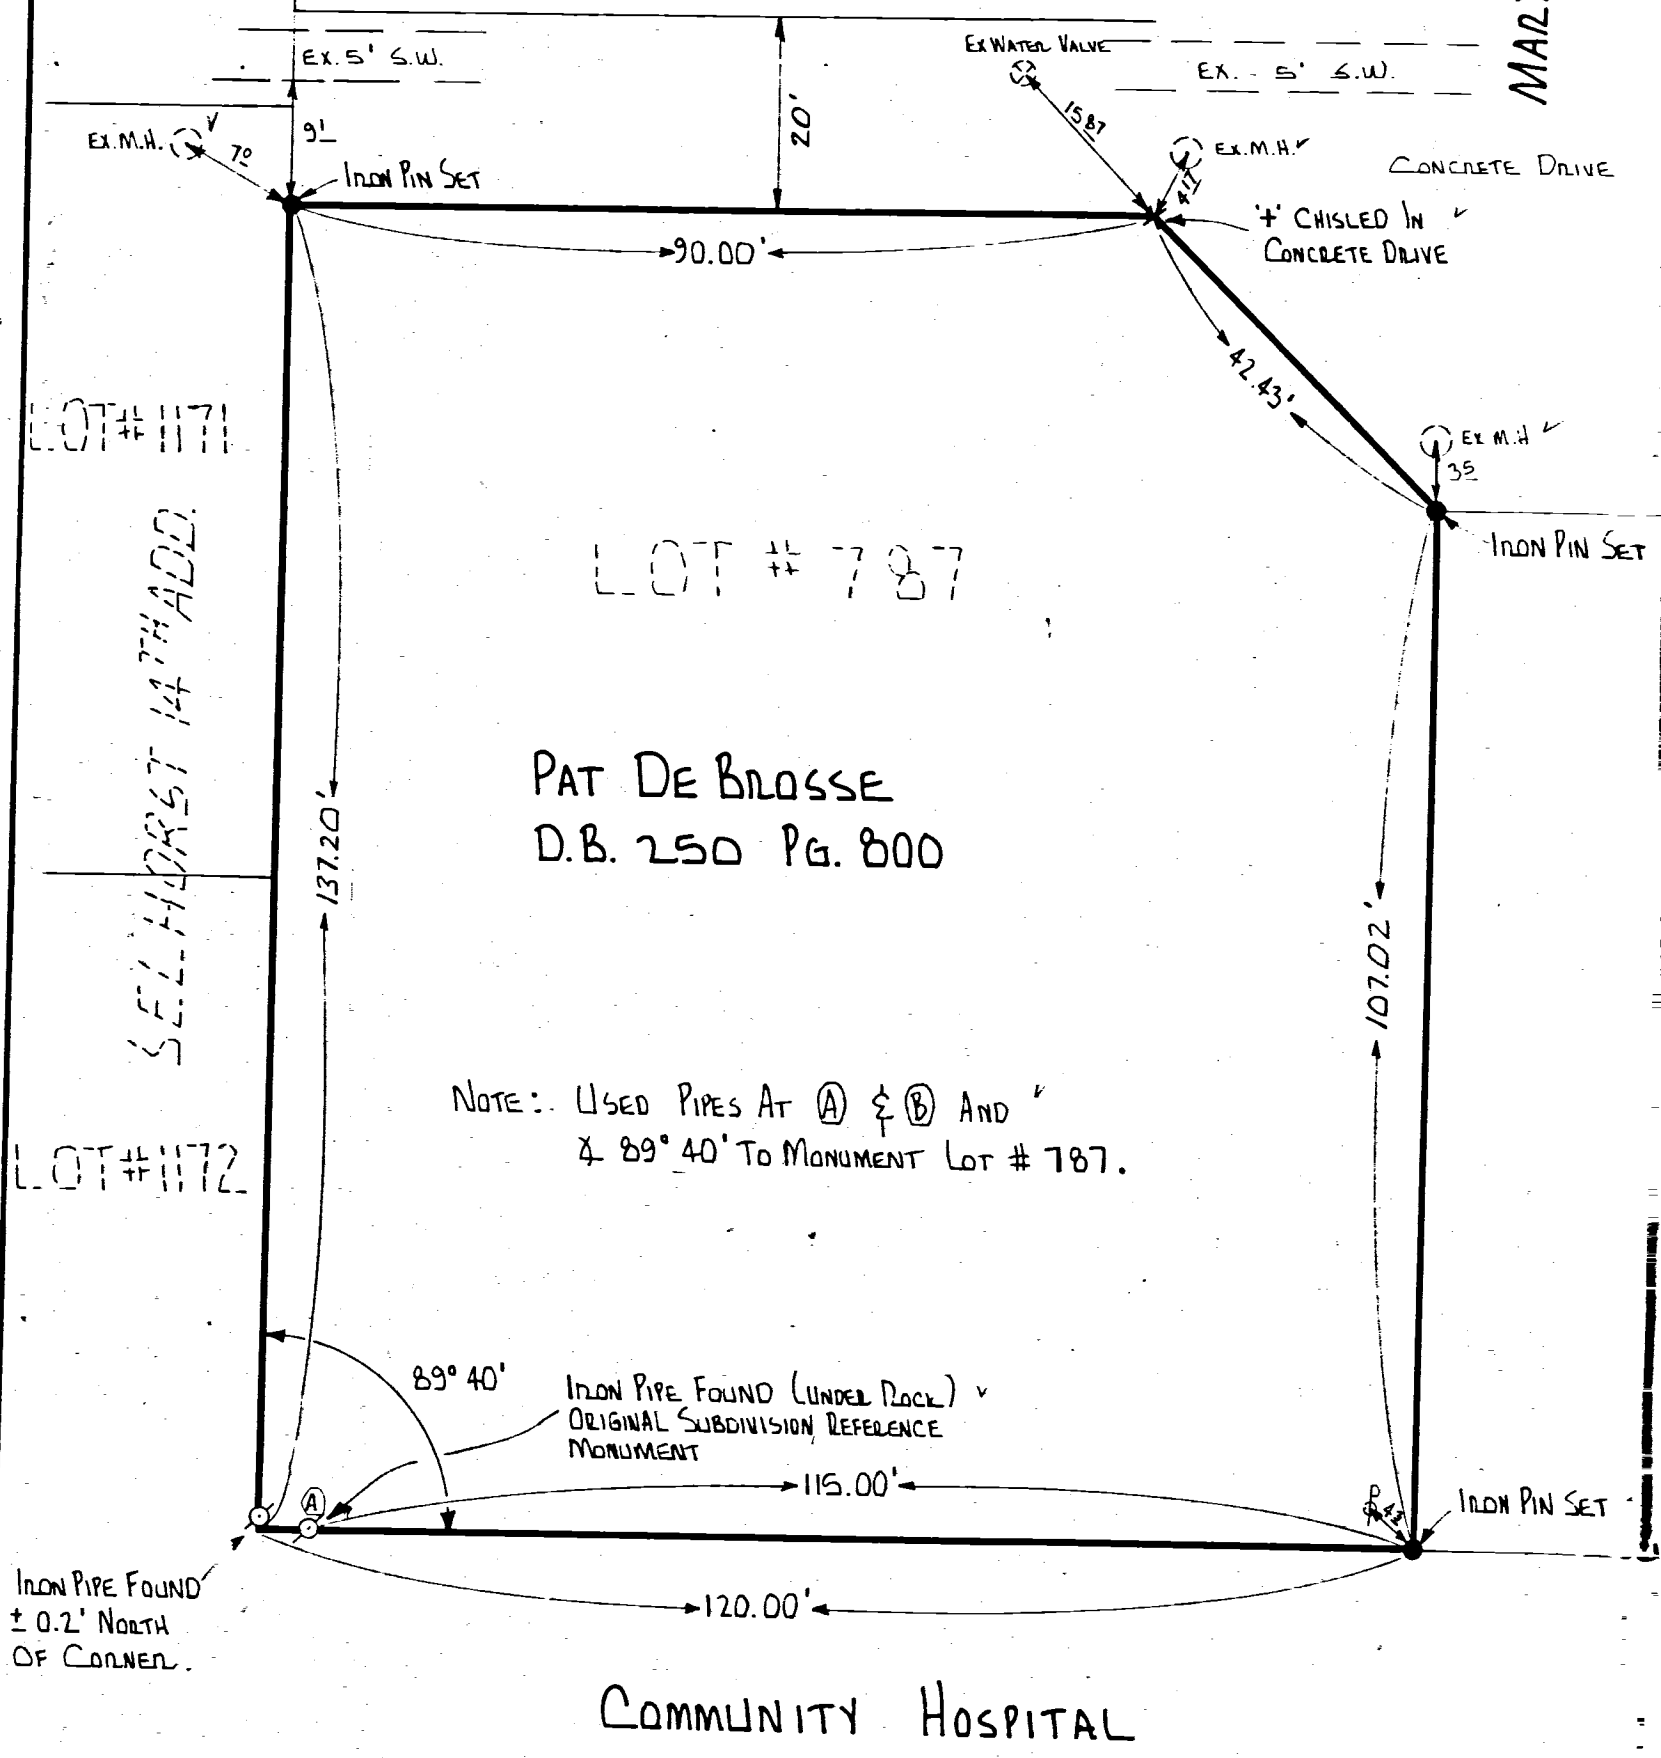 MAR
EX. 5' S.W.
EX WATER VALVE
EX. 5' S.W.
20'
EX. M.H.
7⁰
9'
IRON PIN SET
15 87
EX. M.H.
4 17
CONCRETE DRIVE
'+' CHISLED IN
CONCRETE DRIVE
90.00'
42.43'
LOT #1171
EX M.H
35
IRON PIN SET
LOT # 787
SELHORST 14TH ADD.
PAT DE BROSSE
D.B. 250 PG. 800
137.20'
107.02'
NOTE: USED PIPES AT Ⓐ & Ⓑ AND
∡ 89° 40' TO MONUMENT LOT # 787.
LOT #1172
89° 40'
IRON PIPE FOUND (UNDER ROCK)
ORIGINAL SUBDIVISION REFERENCE
MONUMENT
115.00'
A
IRON PIN SET
IRON PIPE FOUND
± 0.2' NORTH
OF CORNER.
120.00'
COMMUNITY HOSPITAL